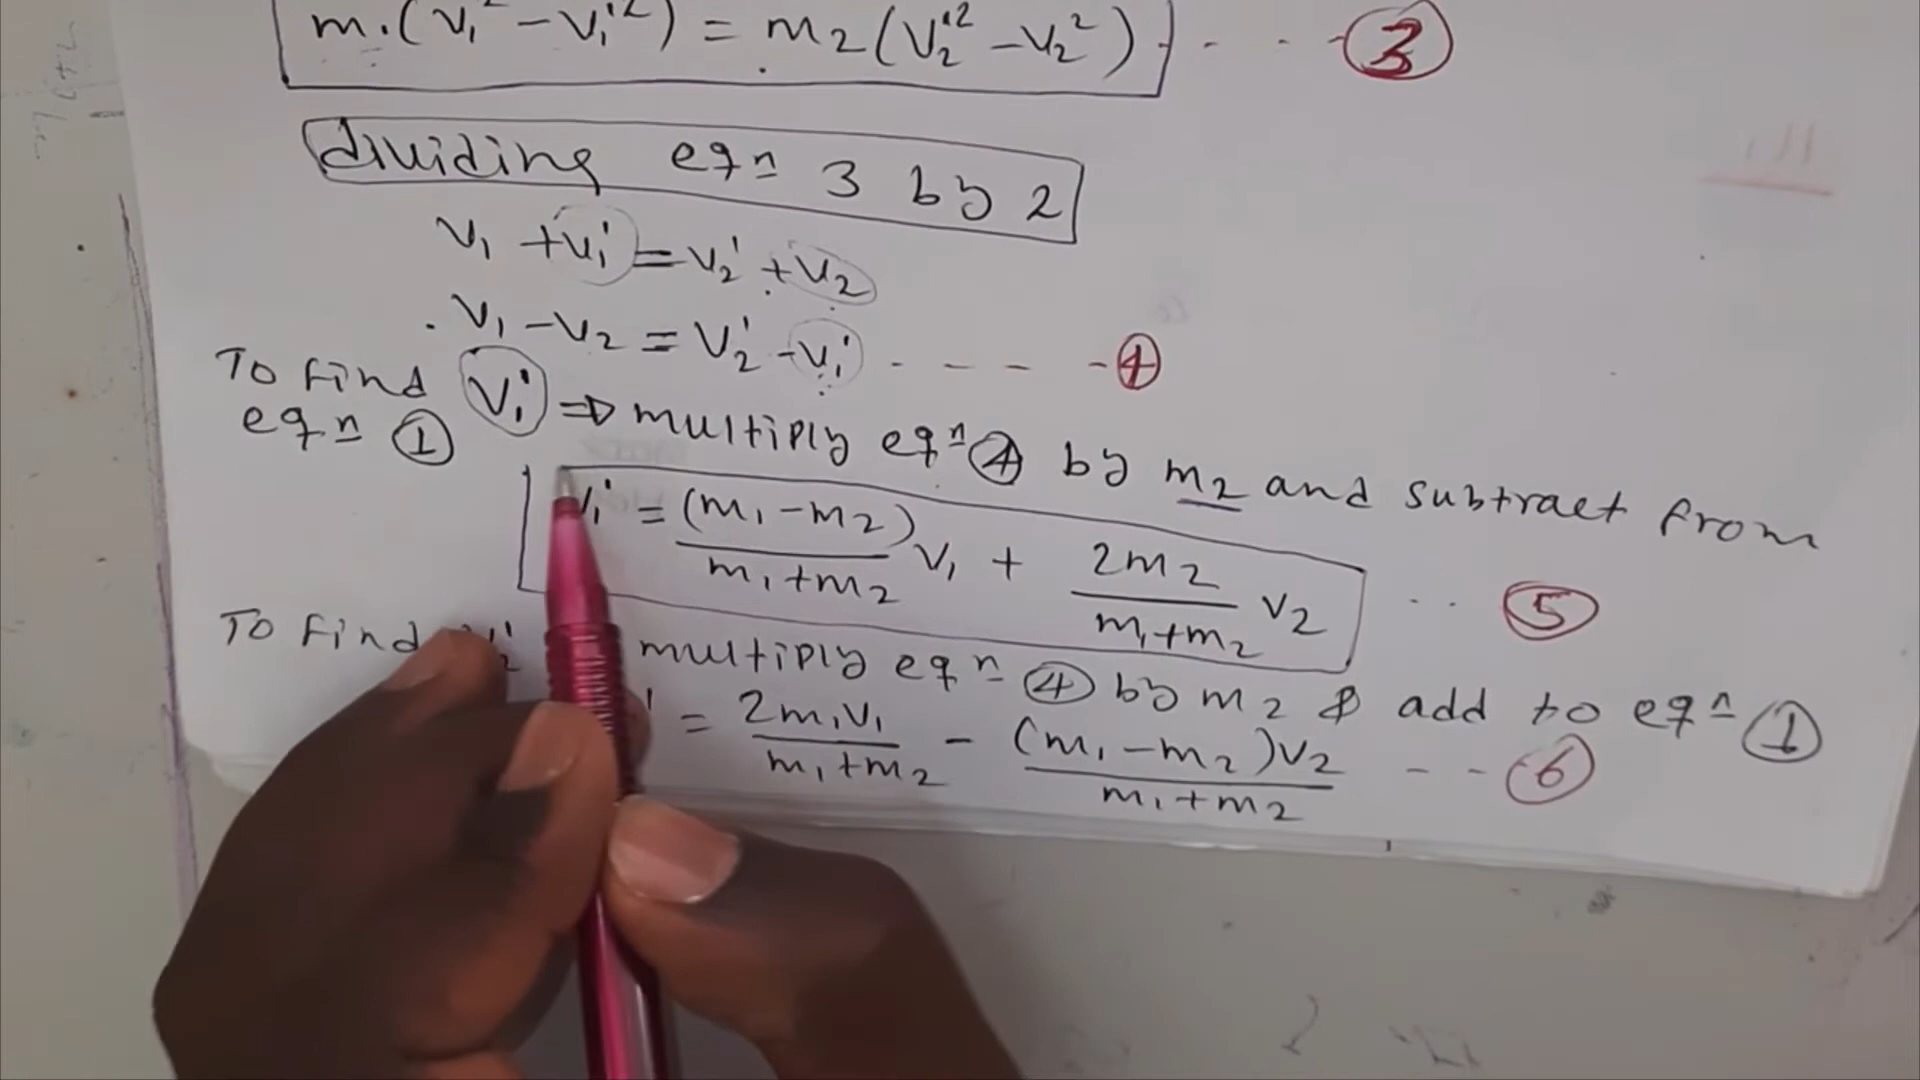 m₁(v₁² − v₁'²) = m₂(v₂'² − v₂²) - - - ③
dividing eqn 3 by 2
v₁ + v₁' = v₂' + v₂
v₁ − v₂ = v₂' − v₁' - - - - ④
To find v₁' ⇒ multiply eqn ④ by m₂ and subtract from
eqn ①
v₁' = (m₁ − m₂)/(m₁ + m₂) v₁ + 2m₂/(m₁ + m₂) v₂ - - ⑤
To find v₂' multiply eqn ④ by m₂ & add to eqn ①
' = 2m₁v₁/(m₁ + m₂) − (m₁ − m₂)v₂/(m₁ + m₂) - - ⑥